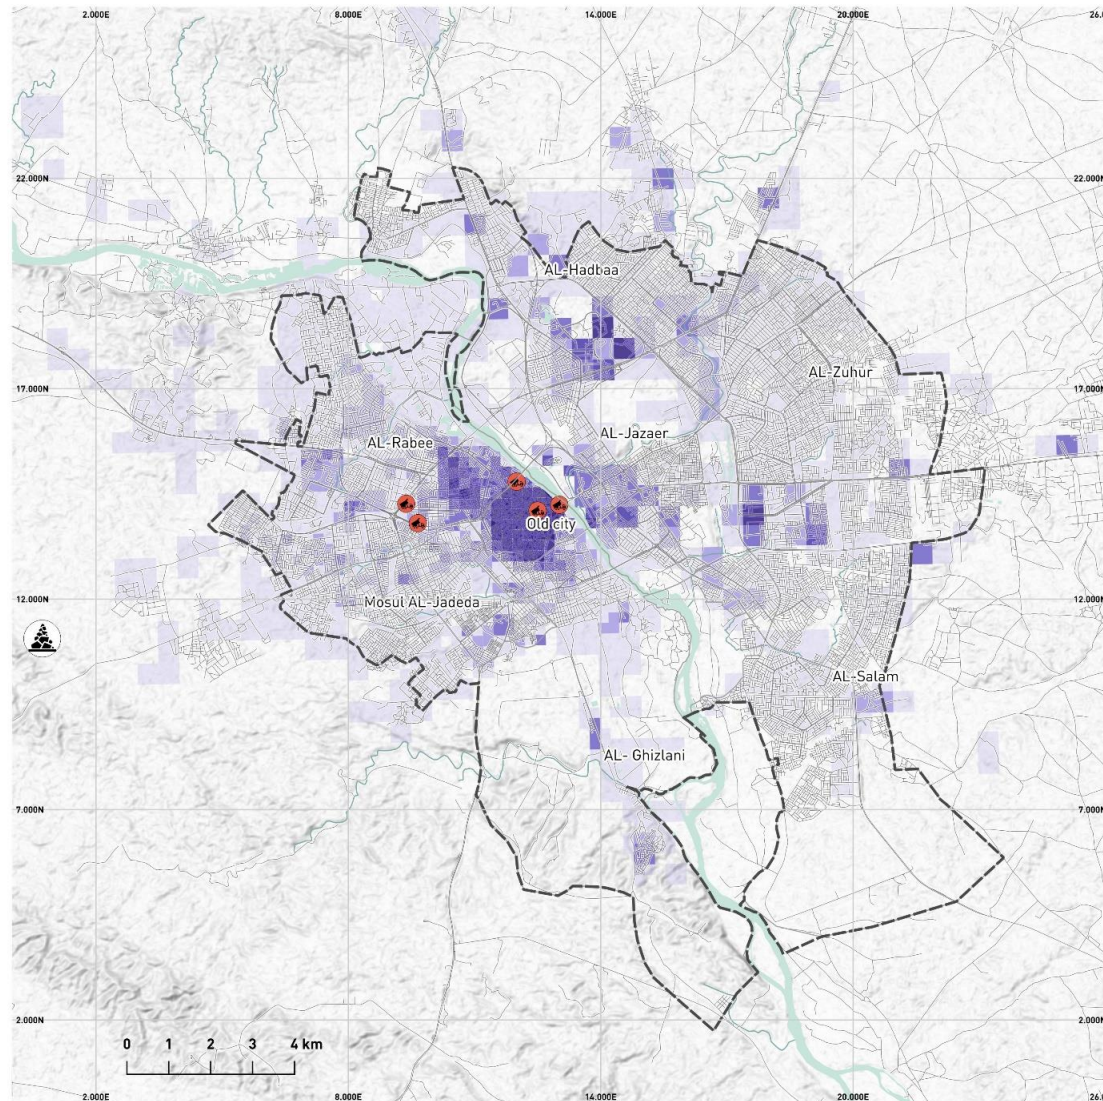 2.000E 8.000E 14.000E 20.000E 26.0
22.000N 22.000N
AL-Hadbaa
17.000N AL-Zuhur 17.000N
AL-Rabee AL-Jazaer
Old city
12.000N Mosul AL-Jadeda 12.000N
AL-Salam
AL- Ghizlani
7.000N 7.000N
2.000N 2.000N
0 1 2 3 4 km
2.000E 8.000E 14.000E 20.000E 26.0